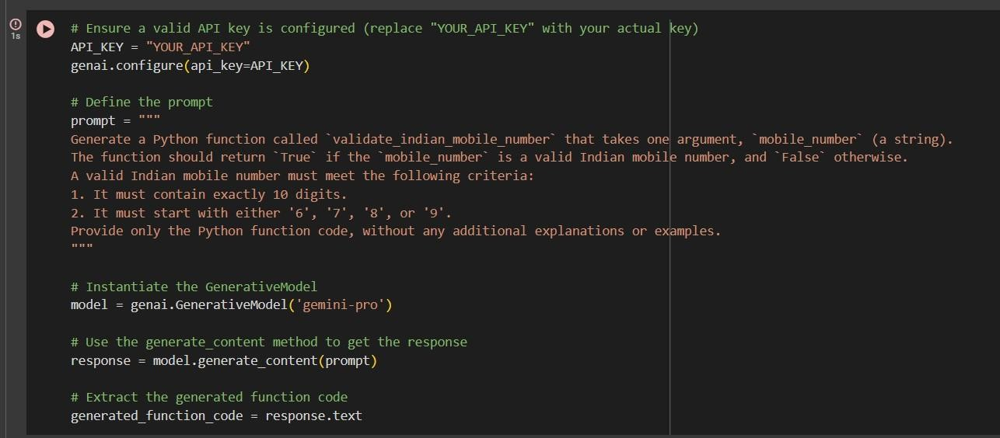 # Ensure a valid API key is configured (replace "YOUR_API_KEY" with your actual key)
1s
API_KEY = "YOUR_API_KEY"
genai.configure(api_key=API_KEY)
# Define the prompt
prompt = """
Generate a Python function called `validate_indian_mobile_number` that takes one argument, `mobile_number` (a string).
The function should return `True` if the `mobile_number` is a valid Indian mobile number, and `False` otherwise.
A valid Indian mobile number must meet the following criteria:
1. It must contain exactly 10 digits.
2. It must start with either '6', '7', '8', or '9'.
Provide only the Python function code, without any additional explanations or examples.
"""
# Instantiate the GenerativeModel
model = genai.GenerativeModel('gemini-pro')
# Use the generate_content method to get the response
response = model.generate_content(prompt)
# Extract the generated function code
generated_function_code = response.text